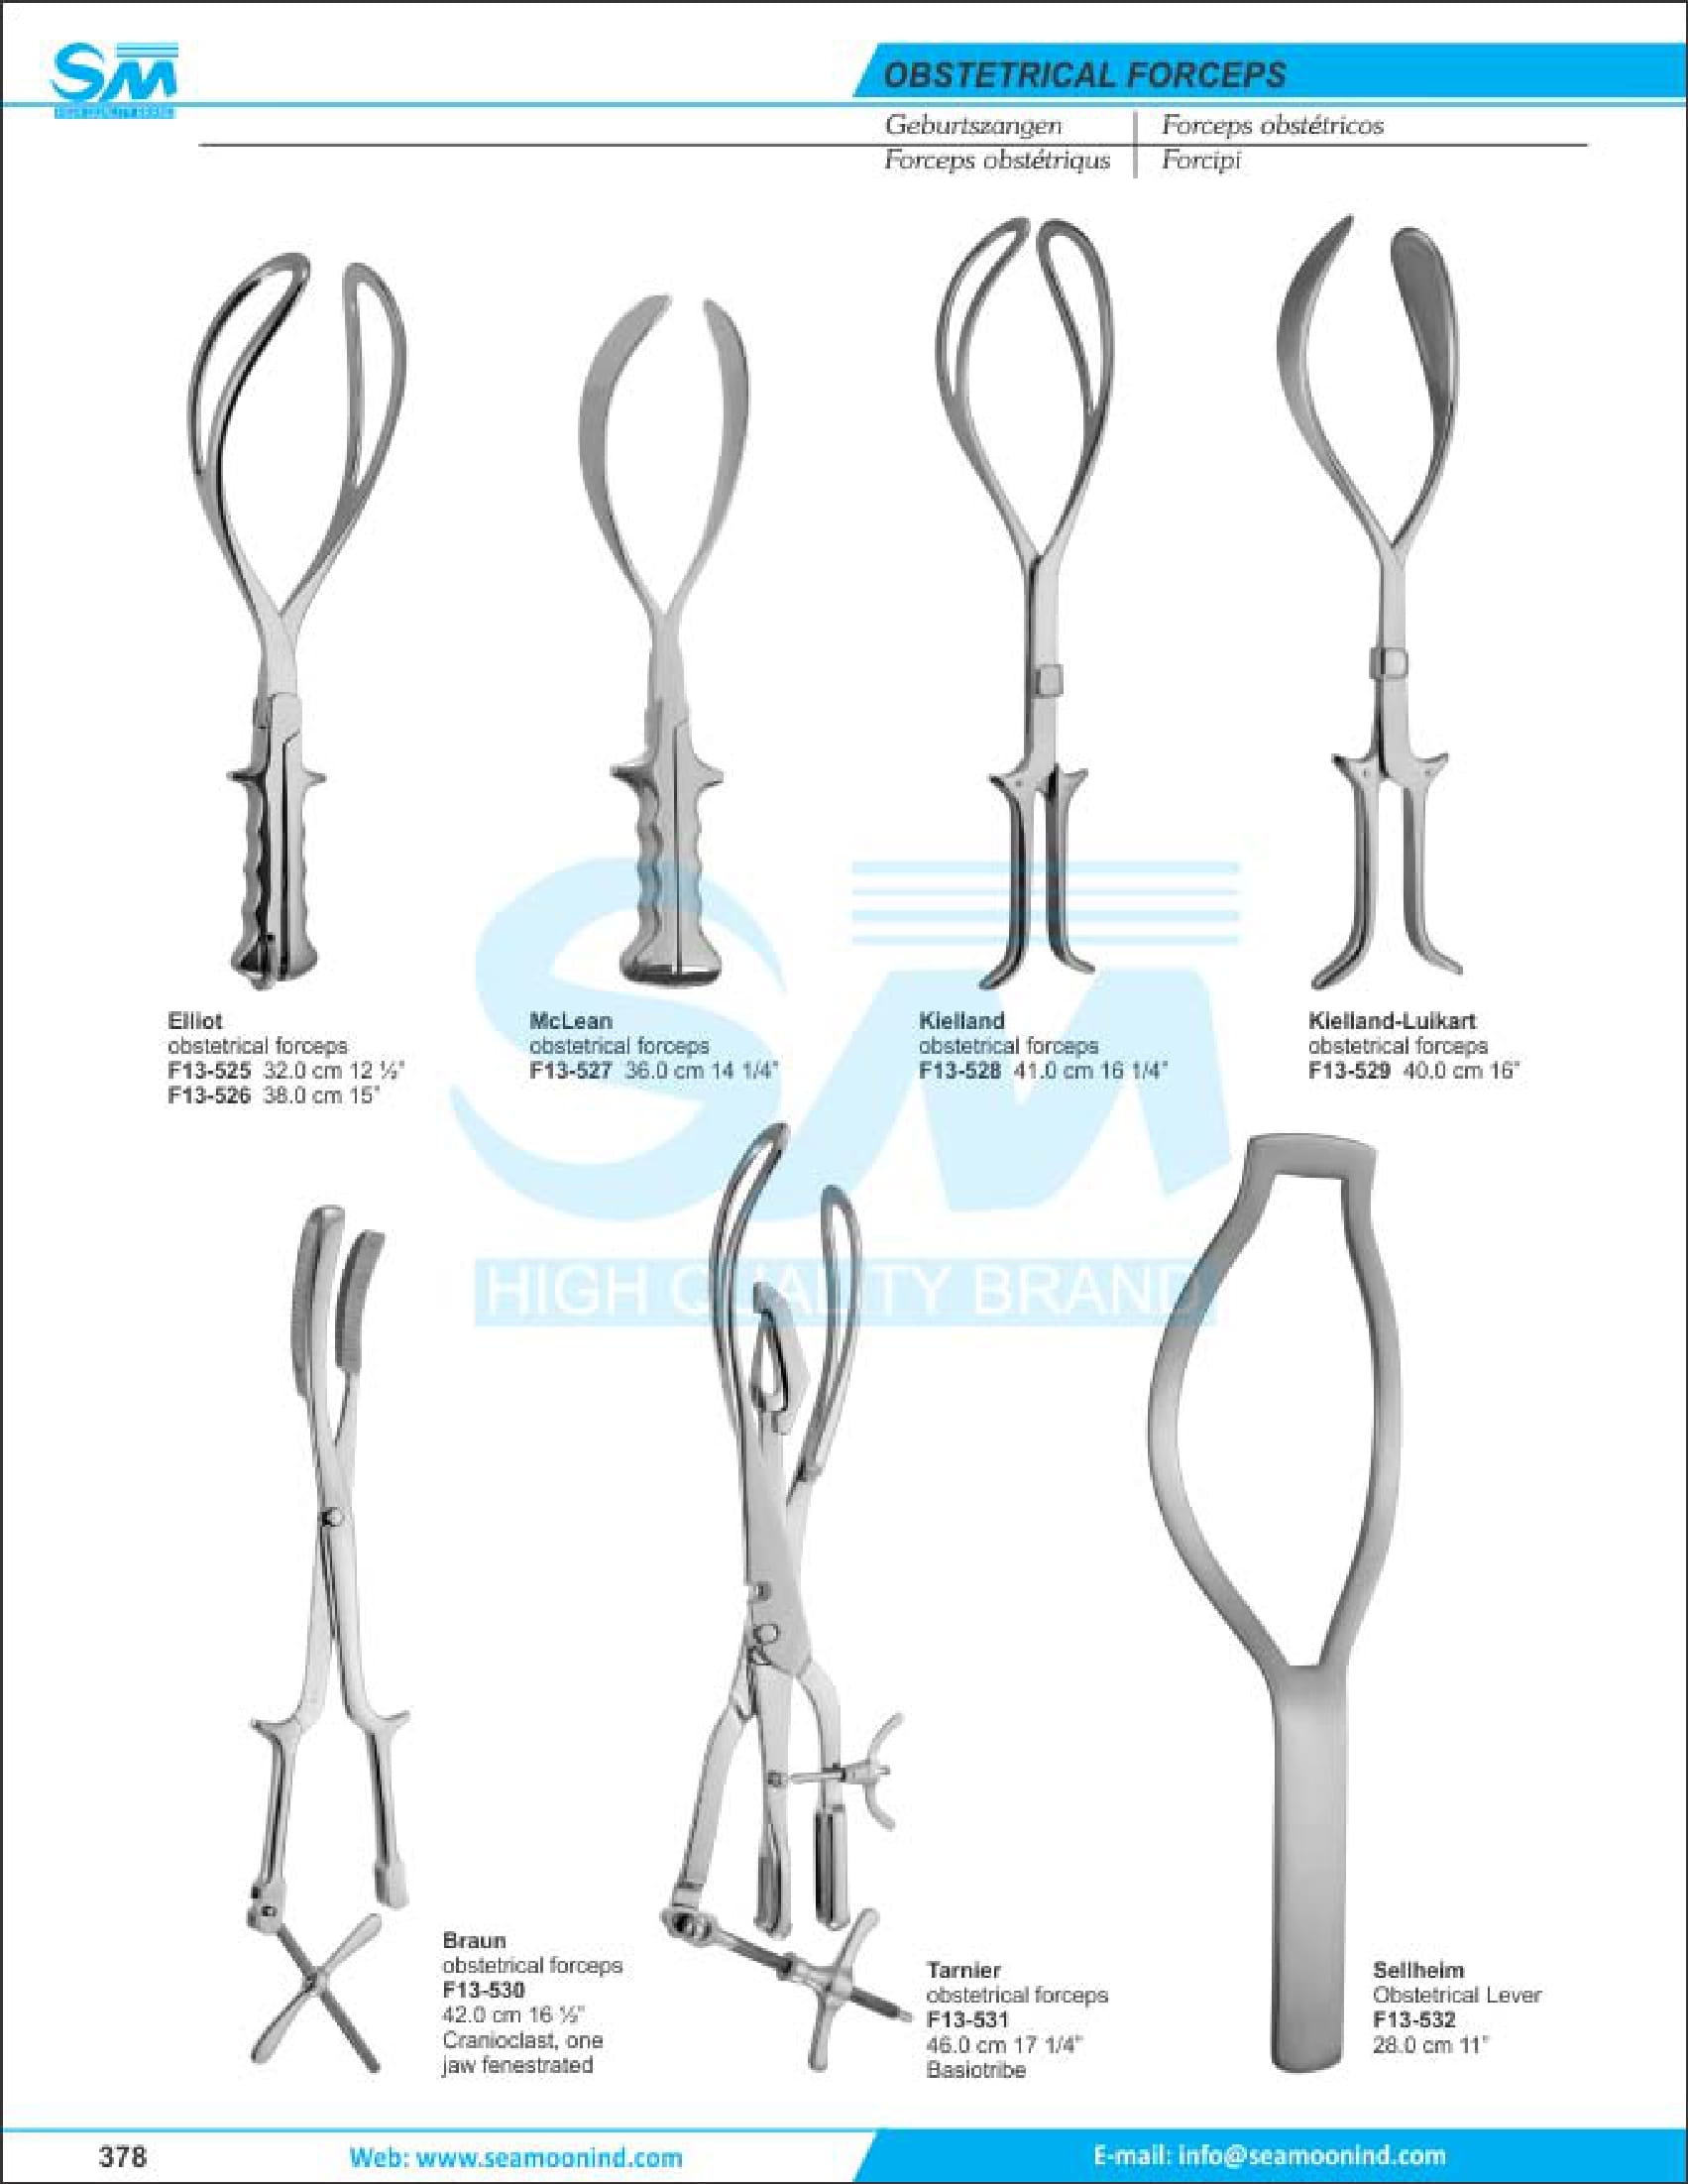 SM
OBSTETRICAL FORCEPS
Geburtszangen
Forceps obstétricos
Forceps obstétriqus
Forcipi
Elliot
obstetrical forceps
F13-525 32.0 cm 12 ½"
F13-526 38.0 cm 15"
McLean
obstetrical forceps
F13-527 36.0 cm 14 1/4"
Kielland
obstetrical forceps
F13-528 41.0 cm 16 1/4"
Kielland-Luikart
obstetrical forceps
F13-529 40.0 cm 16"
SM
HIGH QUALITY BRAND
Braun
obstetrical forceps
F13-530
42.0 cm 16 ½"
Cranioclast, one
jaw fenestrated
Tarnier
obstetrical forceps
F13-531
46.0 cm 17 1/4"
Basiotribe
Sellheim
Obstetrical Lever
F13-532
28.0 cm 11"
378
Web: www.seamoonind.com
E-mail: info@seamoonind.com